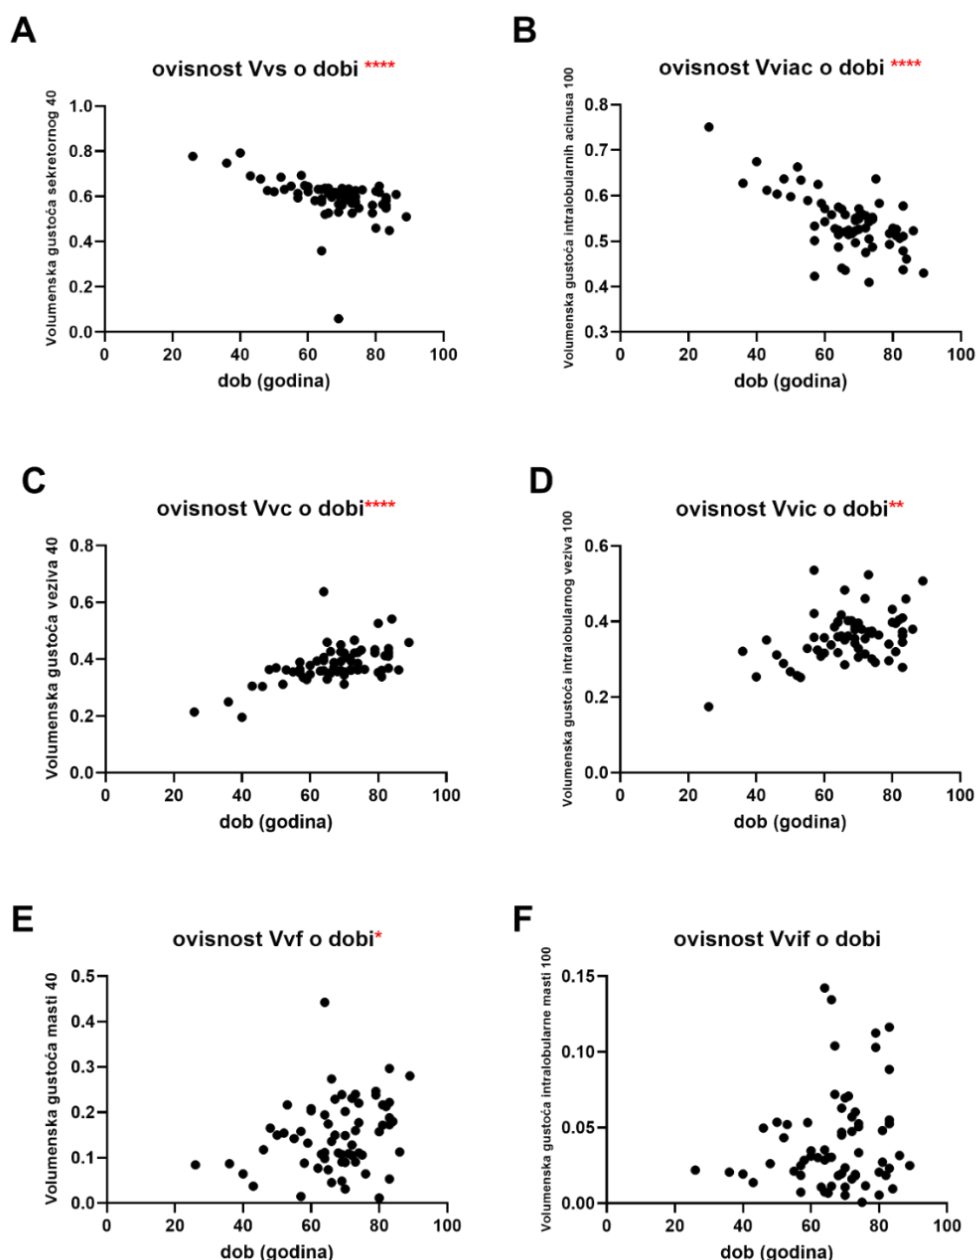 A
ovisnost Vvs o dobi ****
Volumenska gustoća sekretornog 40
1.0
0.8
0.6
0.4
0.2
0.0
0 20 40 60 80 100
dob (godina)
B
ovisnost Vviac o dobi ****
Volumenska gustoća intralobularnih acinusa 100
0.8
0.7
0.6
0.5
0.4
0.3
0 20 40 60 80 100
dob (godina)
C
ovisnost Vvc o dobi****
Volumenska gustoća veziva 40
0.8
0.6
0.4
0.2
0.0
0 20 40 60 80 100
dob (godina)
D
ovisnost Vvic o dobi**
Volumenska gustoća intralobularnog veziva 100
0.6
0.4
0.2
0.0
0 20 40 60 80 100
dob (godina)
E
ovisnost Vvf o dobi*
Volumenska gustoća masti 40
0.5
0.4
0.3
0.2
0.1
0.0
0 20 40 60 80 100
dob (godina)
F
ovisnost Vvif o dobi
Volumenska gustoća intralobularne masti 100
0.15
0.10
0.05
0.00
0 20 40 60 80 100
dob (godina)